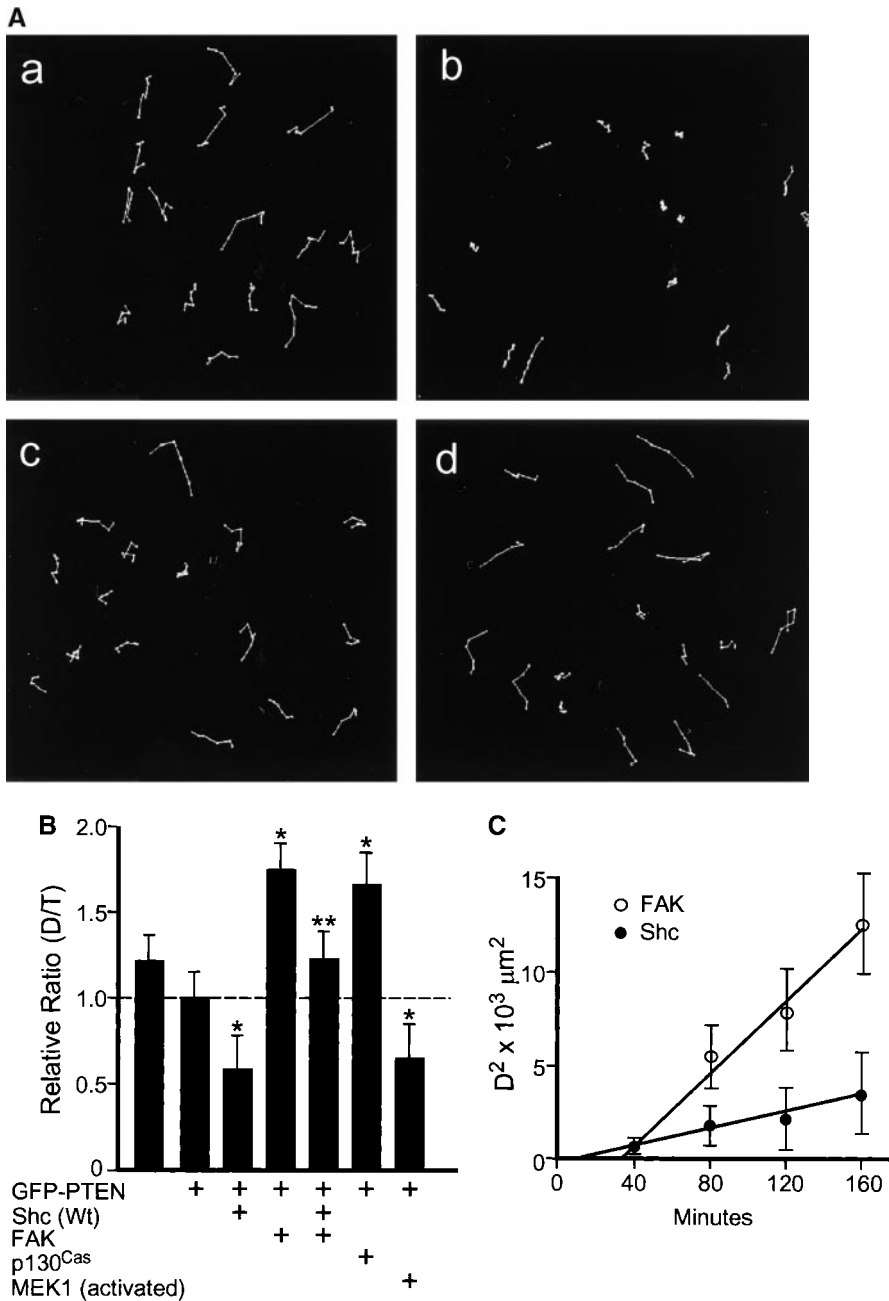 A
a
b
c
d
B
Relative Ratio (D/T)
2.0
1.5
1.0
0.5
0
*
*
**
*
*
GFP-PTEN + + + + + +
Shc (Wt) + +
FAK + +
p130Cas +
MEK1 (activated) +
C
D2 x 103 μm2
15
10
5
0
FAK
Shc
0 40 80 120 160
Minutes